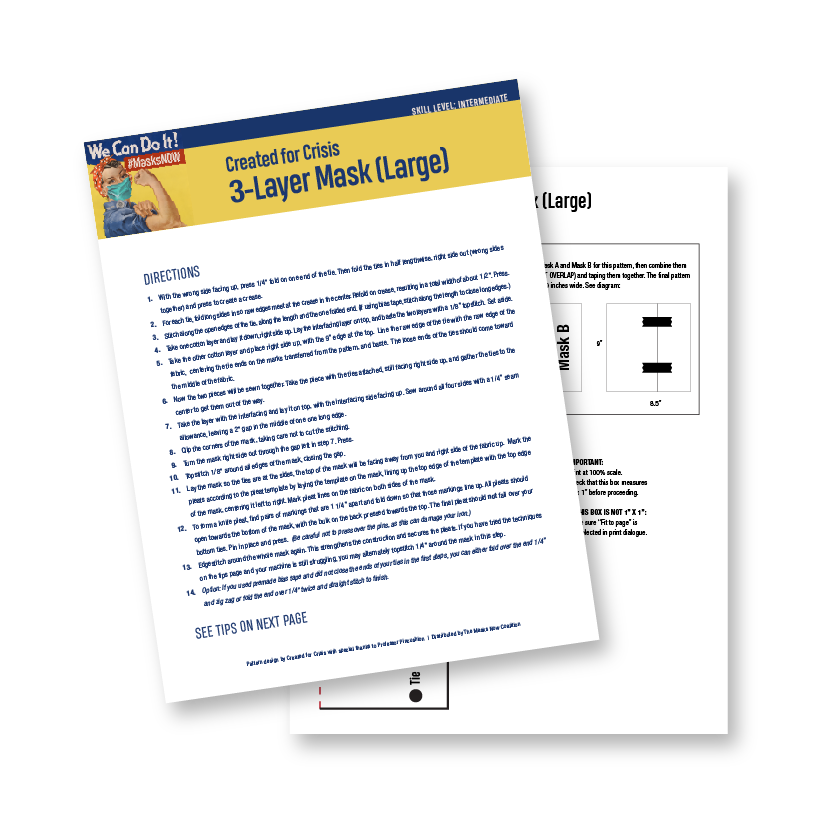 We Can Do It!
#MasksNOW
SKILL LEVEL: INTERMEDIATE
Created for Crisis
3-Layer Mask (Large)
DIRECTIONS
1. With the wrong side facing up, press 1/4" fold on one end of the tie. Then fold the ties in half lengthwise, right side out (wrong sides
together) and press to create a crease.
2. For each tie, fold long sides in so raw edges meet at the crease in the center. Refold on crease, resulting in a total width of about 1/2". Press.
3. Stitch along the open edges of the tie, along the length and the one folded end. (If using bias tape, stitch along the length to close long edges.)
4. Take one cotton layer and lay it down, right side up. Lay the interfacing layer on top, and baste the two layers with a 1/8" topstitch. Set aside.
5. Take the other cotton layer and place right side up, with the 9" edge at the top. Line the raw edge of the tie with the raw edge of the
fabric, centering the tie ends on the marks transferred from the pattern, and baste. The loose ends of the ties should come toward
the middle of the fabric.
6. Now the two pieces will be sewn together. Take the piece with the ties attached, still facing right side up, and gather the ties to the
center to get them out of the way.
7. Take the layer with the interfacing and lay it on top, with the interfacing side facing up. Sew around all four sides with a 1/4" seam
allowance, leaving a 2" gap in the middle of one one long edge.
8. Clip the corners of the mask, taking care not to cut the stitching.
9. Turn the mask right side out through the gap left in step 7. Press.
10. Topstitch 1/8" around all edges of the mask, closing the gap.
11. Lay the mask so the ties are at the sides, the top of the mask will be facing away from you and right side of the fabric up. Mark the
pleats according to the pleat template by laying the template on the mask, lining up the top edge of the template with the top edge
of the mask, centering it left to right. Mark pleat lines on the fabric on both sides of the mask.
12. To form a knife pleat, find pairs of markings that are 1 1/4" apart and fold down so that those markings line up. All pleats should
open towards the bottom of the mask, with the bulk on the back pressed towards the top. The final pleat should not fall over your
bottom ties. Pin in place and press. (Be careful not to press over the pins, as this can damage your iron.)
13. Edgestitch around the whole mask again. This strengthens the construction and secures the pleats. If you have tried the techniques
on the tips page and your machine is still struggling, you may alternately topstitch 1/4" around the mask in this step.
14. Option: If you used premade bias tape and did not close the ends of your ties in the first steps, you can either fold over the end 1/4"
and zig zag or fold the end over 1/4" twice and straight stitch to finish.
SEE TIPS ON NEXT PAGE
Pattern design by Created for Crisis with special thanks to Professor Pincushion | Distributed by The Masks Now Coalition
(Large)
ask A and Mask B for this pattern, then combine them
OVERLAP) and taping them together. The final pattern
inches wide. See diagram:
Mask B
9"
8.5"
MPORTANT:
nt at 100% scale.
eck that this box measures
1" before proceeding.
HIS BOX IS NOT 1" X 1":
sure "Fit to page" is
elected in print dialogue.
Tie